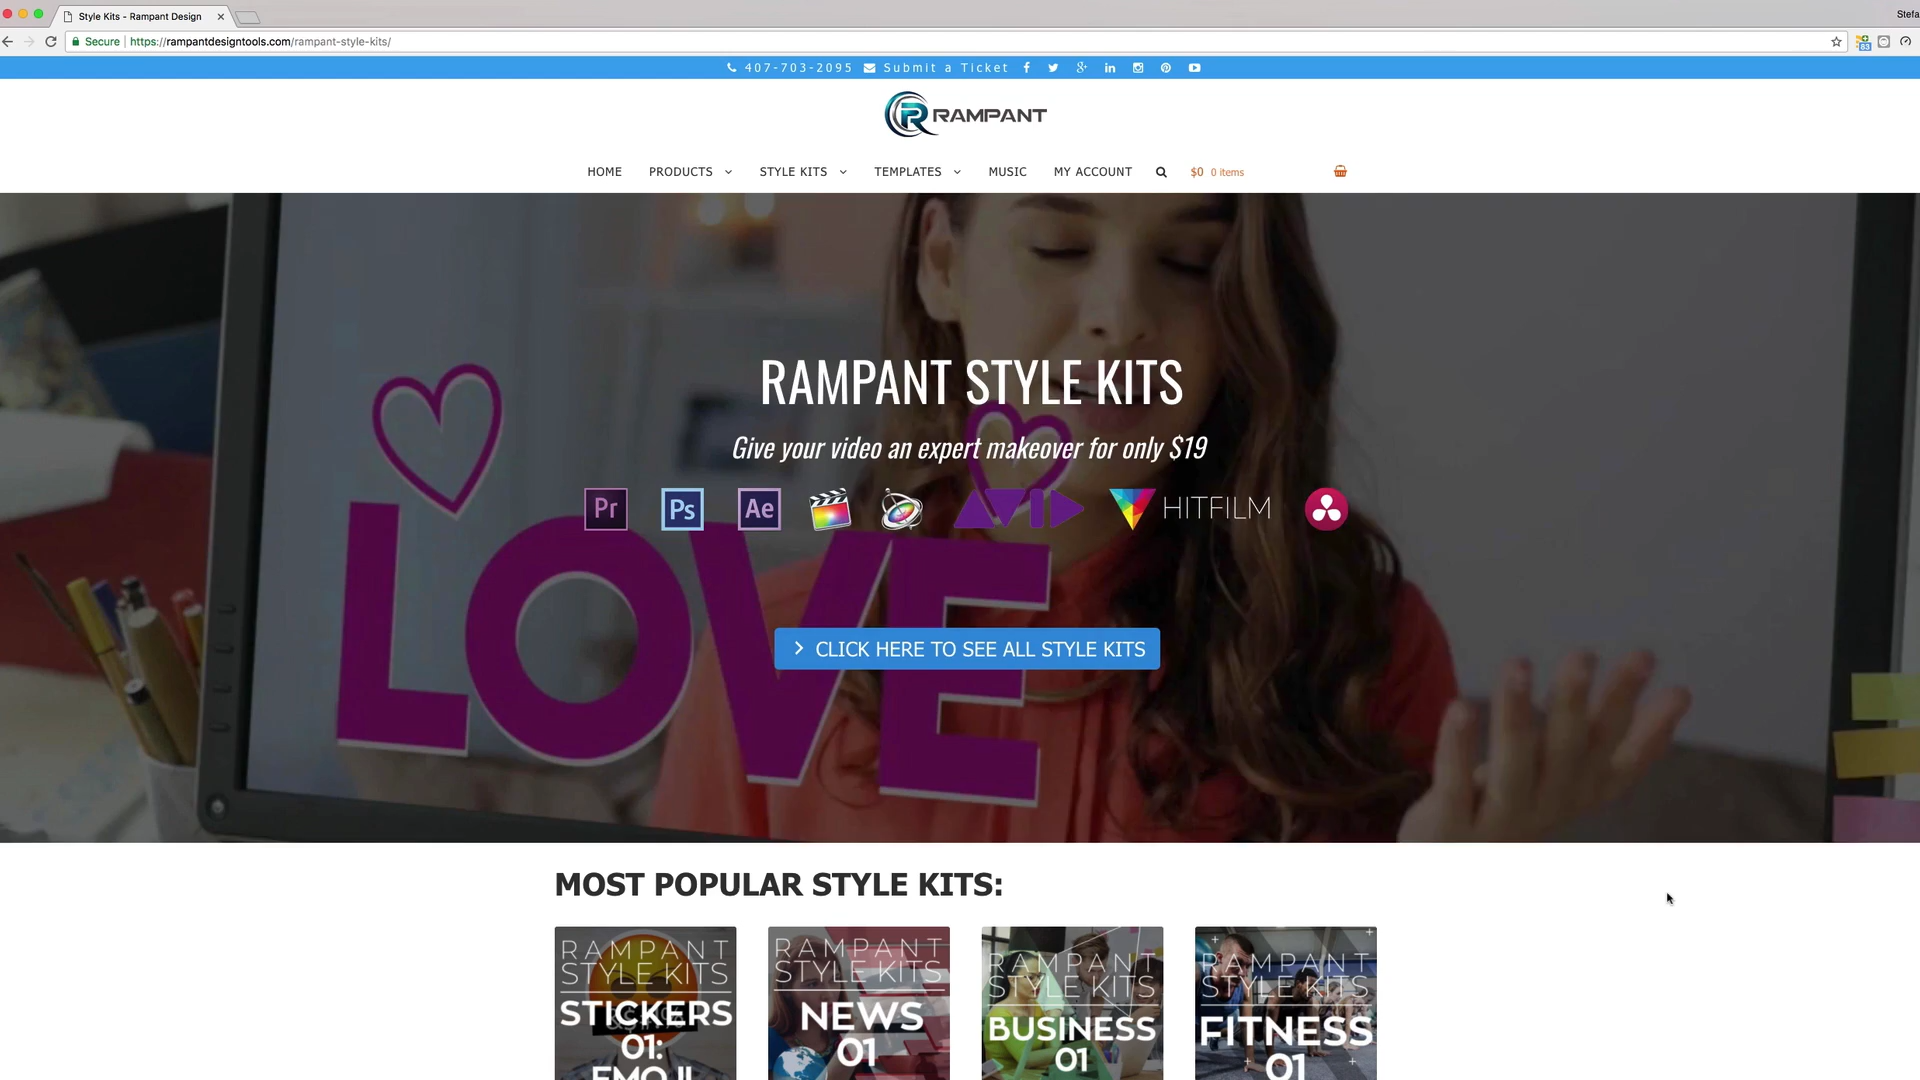 Style Kits - Rampant Design
Stefa
Secure
https://rampantdesigntools.com/rampant-style-kits/
63
407-703-2095 Submit a Ticket
RAMPANT
HOME PRODUCTS STYLE KITS TEMPLATES MUSIC MY ACCOUNT $0 0 items
RAMPANT STYLE KITS
Give your video an expert makeover for only $19
Pr Ps Ae AVID HITFILM
LOVE
CLICK HERE TO SEE ALL STYLE KITS
MOST POPULAR STYLE KITS:
RAMPANT
STYLE KITS
STICKERS
01:
EMOJI
RAMPANT
STYLE KITS
NEWS
01
RAMPANT
STYLE KITS
BUSINESS
01
RAMPANT
STYLE KITS
FITNESS
01